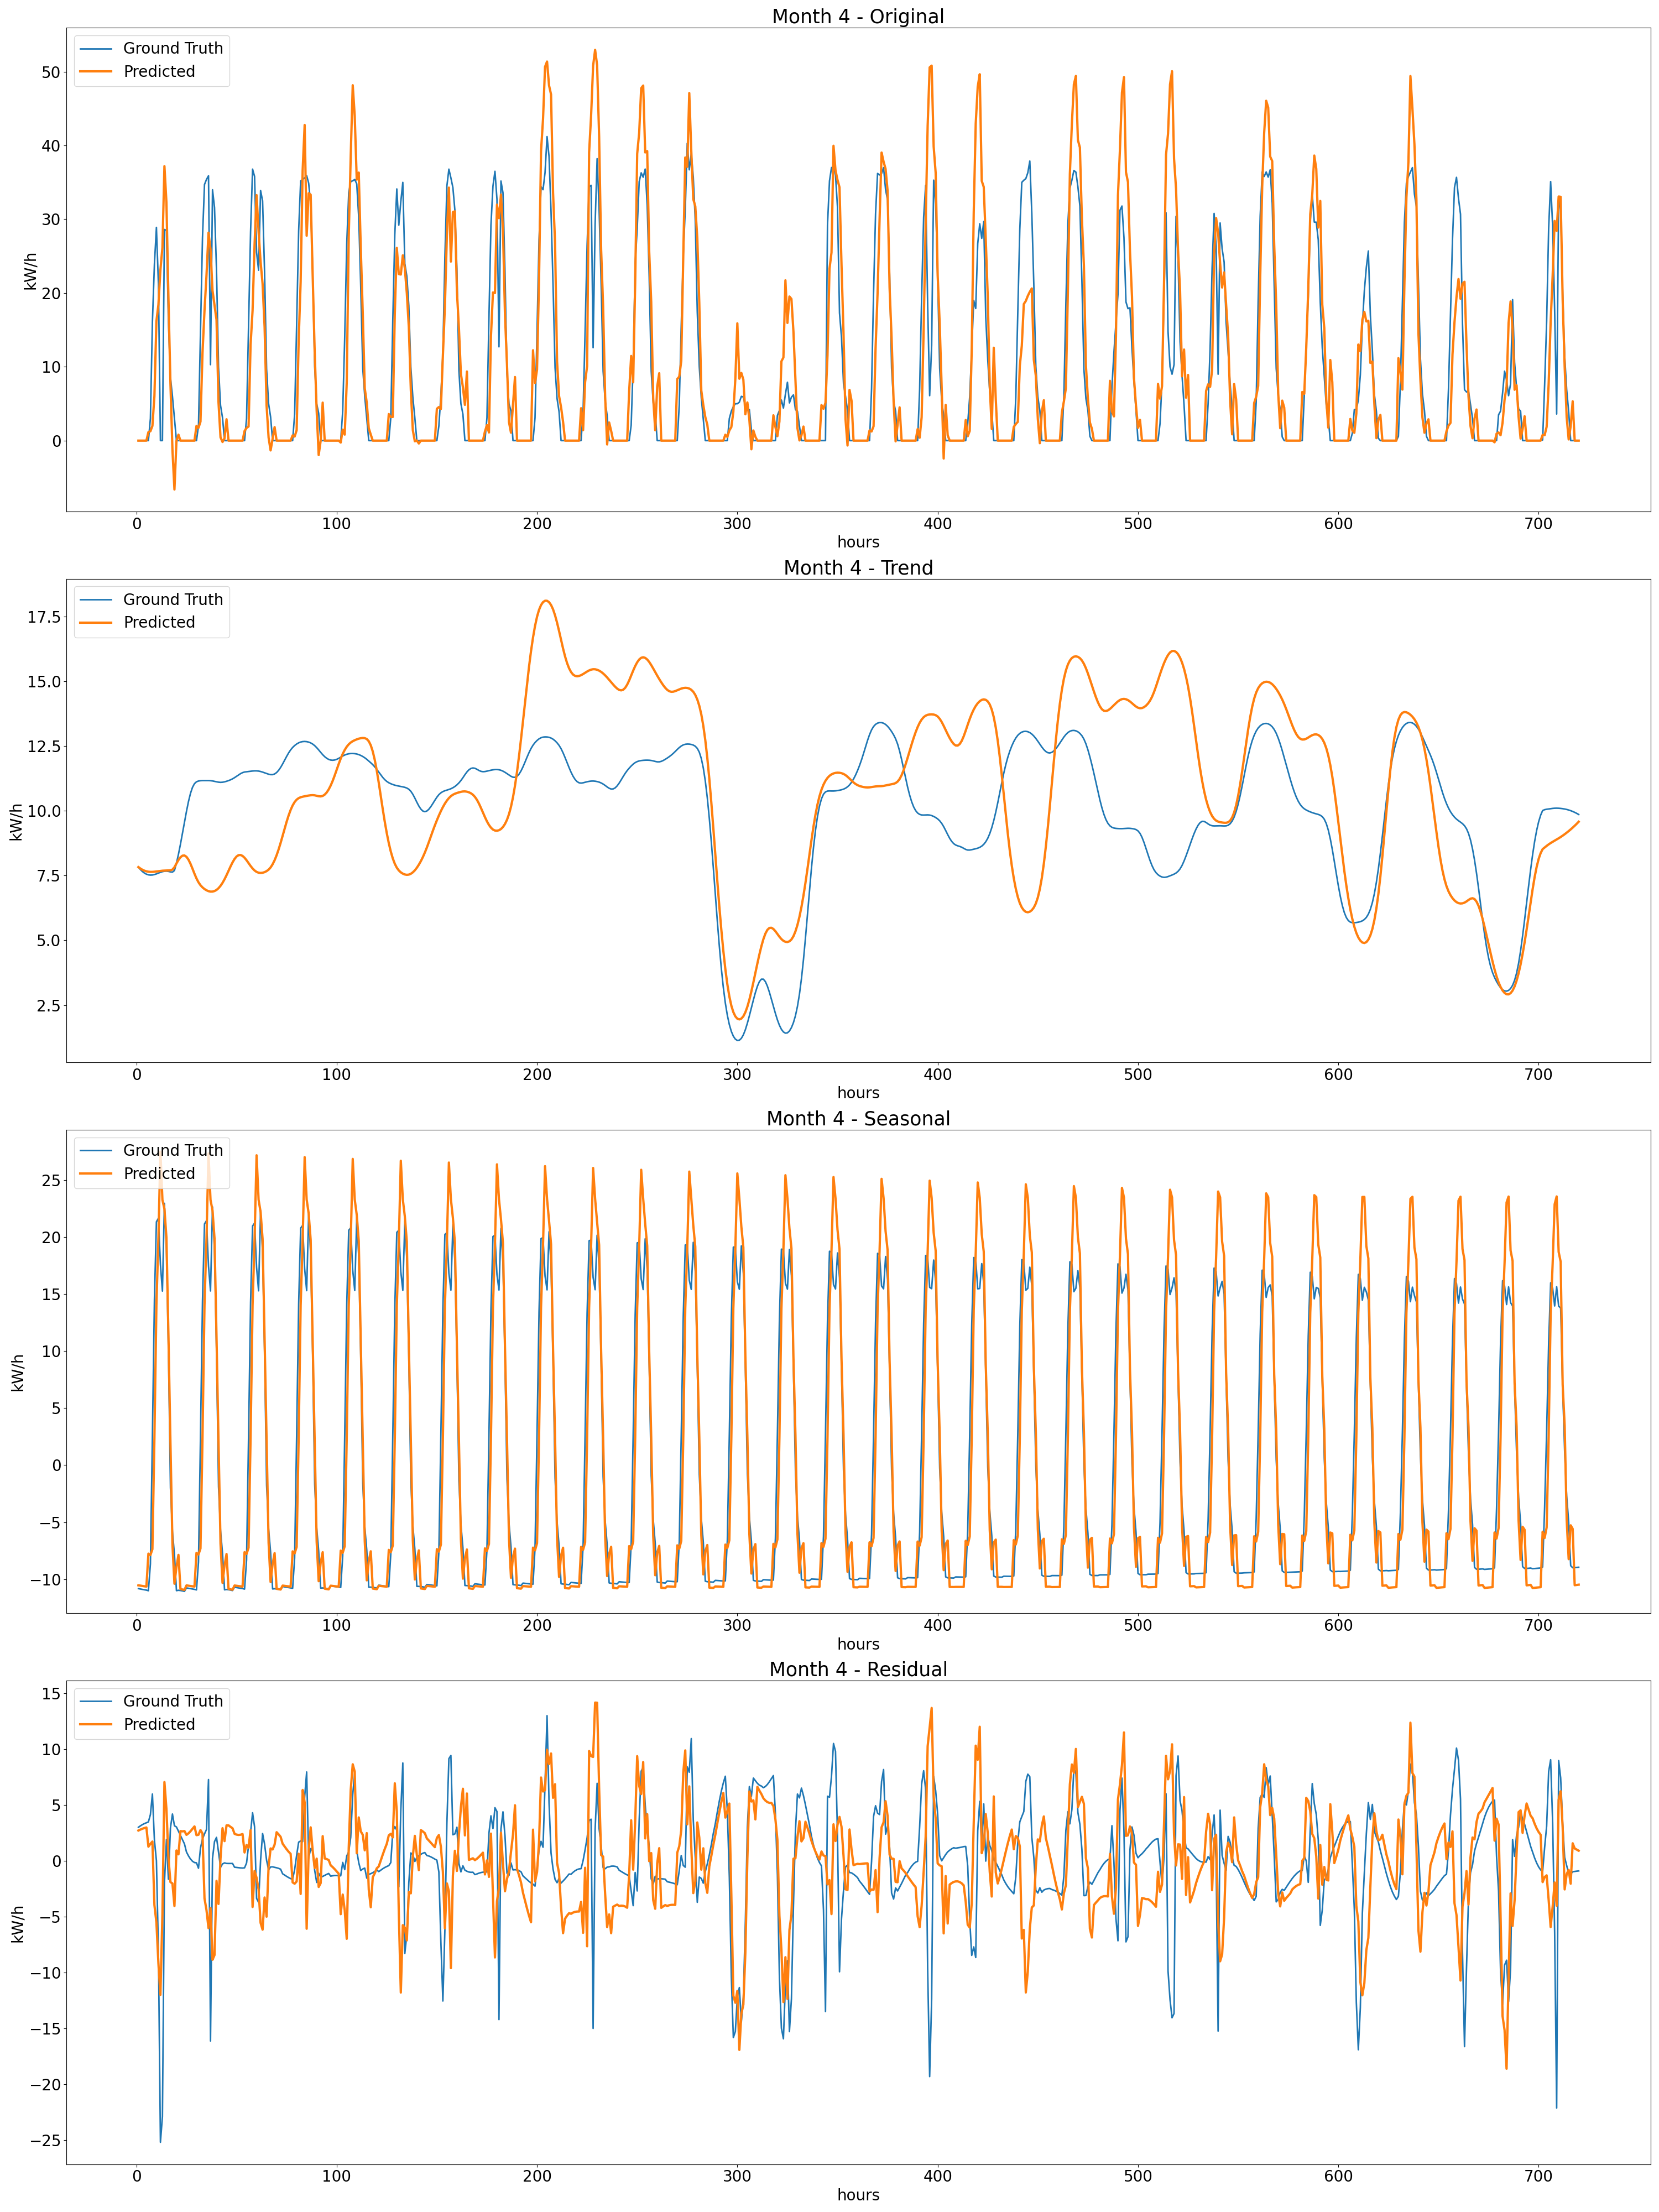 Month 4 - Original
Ground Truth
Predicted
50
40
30
20
10
0
kW/h
0 100 200 300 400 500 600 700
hours
Month 4 - Trend
Ground Truth
Predicted
17.5
15.0
12.5
10.0
7.5
5.0
2.5
kW/h
0 100 200 300 400 500 600 700
hours
Month 4 - Seasonal
Ground Truth
Predicted
25
20
15
10
5
0
−5
−10
kW/h
0 100 200 300 400 500 600 700
hours
Month 4 - Residual
Ground Truth
Predicted
15
10
5
0
−5
−10
−15
−20
−25
kW/h
0 100 200 300 400 500 600 700
hours